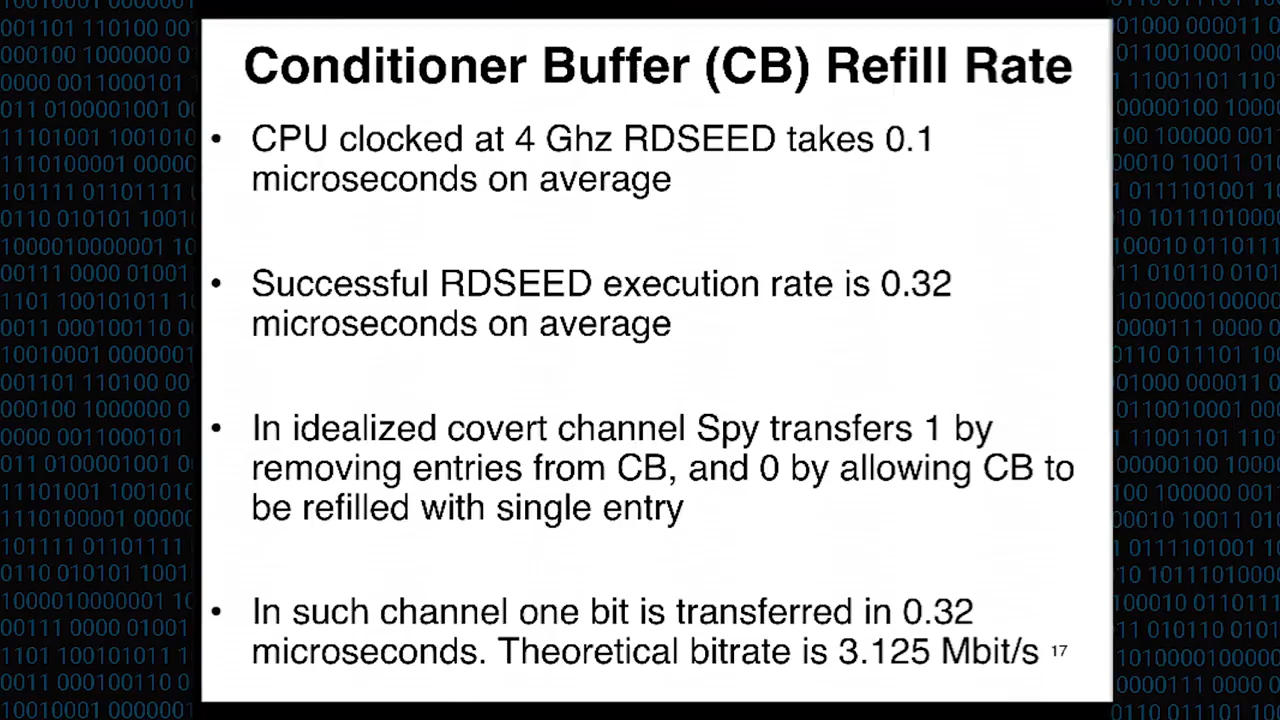 Conditioner Buffer (CB) Refill Rate
• CPU clocked at 4 Ghz RDSEED takes 0.1
microseconds on average
• Successful RDSEED execution rate is 0.32
microseconds on average
• In idealized covert channel Spy transfers 1 by
removing entries from CB, and 0 by allowing CB to
be refilled with single entry
• In such channel one bit is transferred in 0.32
microseconds. Theoretical bitrate is 3.125 Mbit/s
17